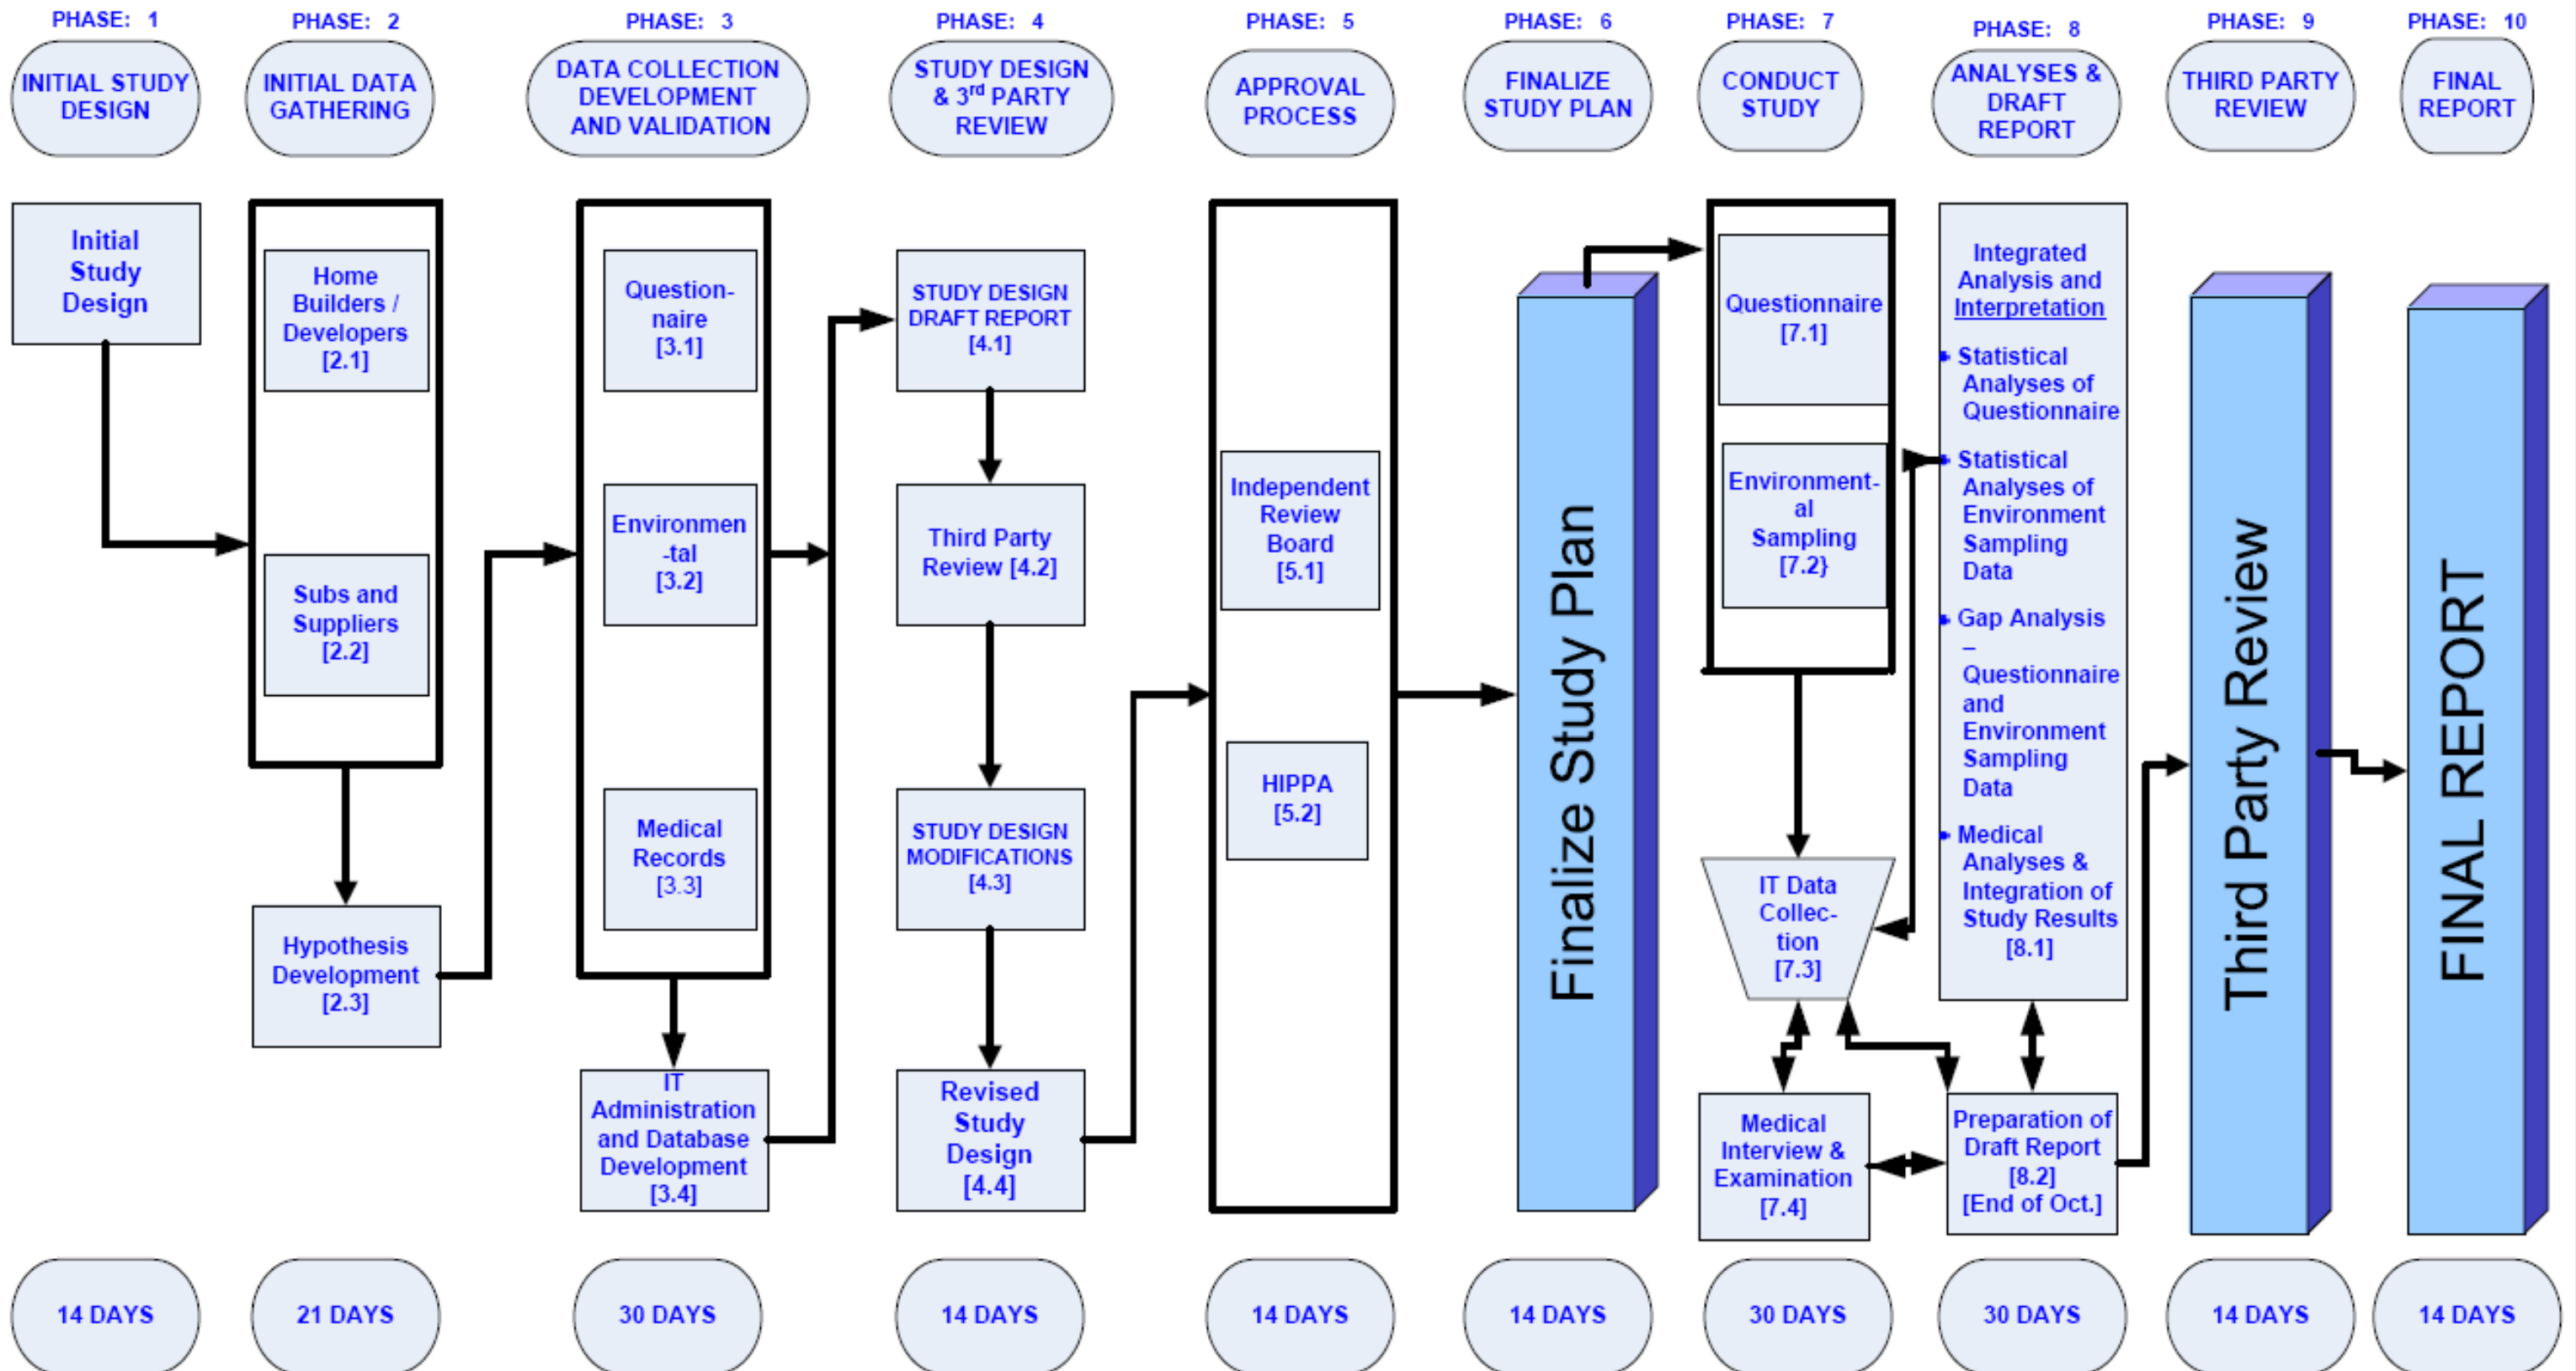 PHASE: 1
INITIAL STUDY
DESIGN
PHASE: 2
INITIAL DATA
GATHERING
PHASE: 3
DATA COLLECTION
DEVELOPMENT
AND VALIDATION
PHASE: 4
STUDY DESIGN
& 3rd PARTY
REVIEW
PHASE: 5
APPROVAL
PROCESS
PHASE: 6
FINALIZE
STUDY PLAN
PHASE: 7
CONDUCT
STUDY
PHASE: 8
ANALYSES &
DRAFT
REPORT
PHASE: 9
THIRD PARTY
REVIEW
PHASE: 10
FINAL
REPORT
Initial
Study
Design
Home
Builders /
Developers
[2.1]
Subs and
Suppliers
[2.2]
Hypothesis
Development
[2.3]
Question-
naire
[3.1]
Environmen
-tal
[3.2]
Medical
Records
[3.3]
IT
Administration
and Database
Development
[3.4]
STUDY DESIGN
DRAFT REPORT
[4.1]
Third Party
Review [4.2]
STUDY DESIGN
MODIFICATIONS
[4.3]
Revised
Study
Design
[4.4]
Independent
Review
Board
[5.1]
HIPPA
[5.2]
Finalize Study Plan
Questionnaire
[7.1]
Environment-
al
Sampling
[7.2}
IT Data
Collec-
tion
[7.3]
Medical
Interview &
Examination
[7.4]
Integrated
Analysis and
Interpretation
Statistical
Analyses of
Questionnaire
Statistical
Analyses of
Environment
Sampling
Data
Gap Analysis
–
Questionnaire
and
Environment
Sampling
Data
Medical
Analyses &
Integration of
Study Results
[8.1]
Preparation of
Draft Report
[8.2]
[End of Oct.]
Third Party Review
FINAL REPORT
14 DAYS
21 DAYS
30 DAYS
14 DAYS
14 DAYS
14 DAYS
30 DAYS
30 DAYS
14 DAYS
14 DAYS